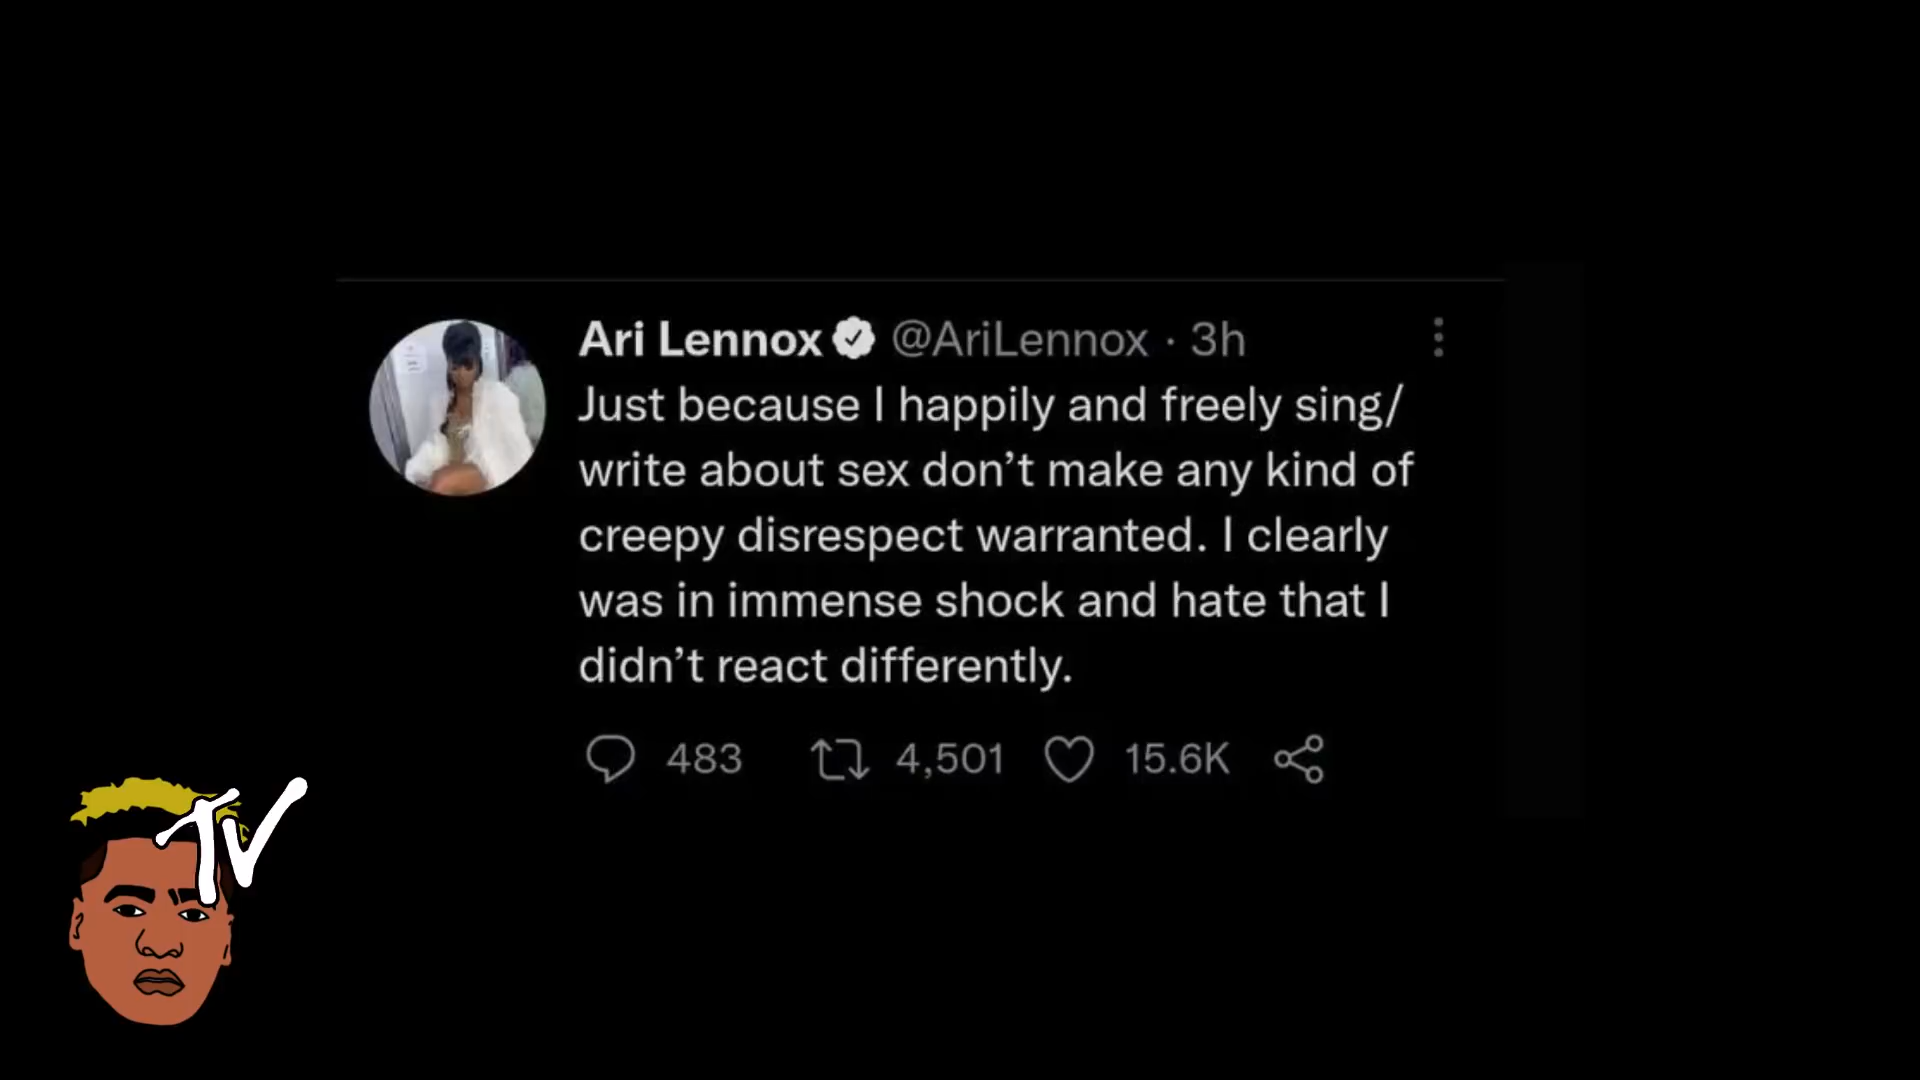 Ari Lennox @AriLennox · 3h
Just because I happily and freely sing/
write about sex don’t make any kind of
creepy disrespect warranted. I clearly
was in immense shock and hate that I
didn’t react differently.
483 4,501 15.6K
TV